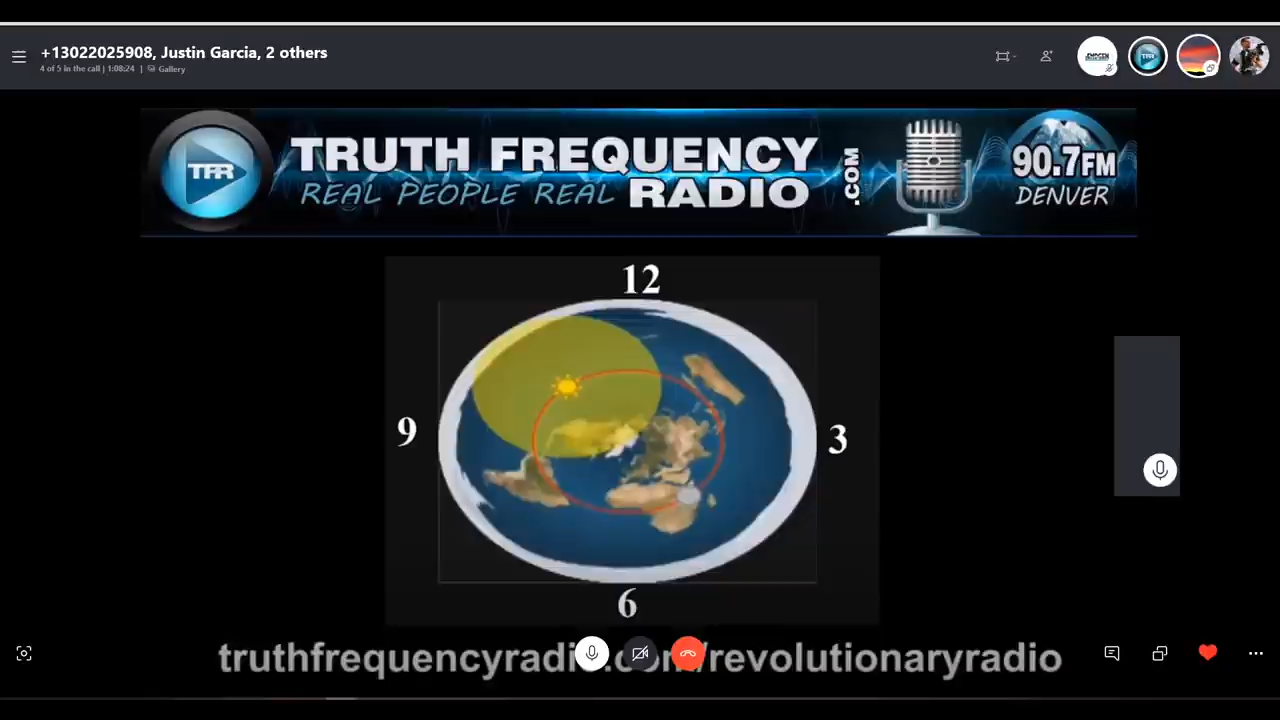 +13022025908, Justin Garcia, 2 others
4 of 5 in the call | 1:08:24 | Gallery
TFR
TRUTH FREQUENCY
REAL PEOPLE REAL RADIO
.COM
90.7FM
DENVER
12
9
3
6
truthfrequencyradio.com/revolutionaryradio